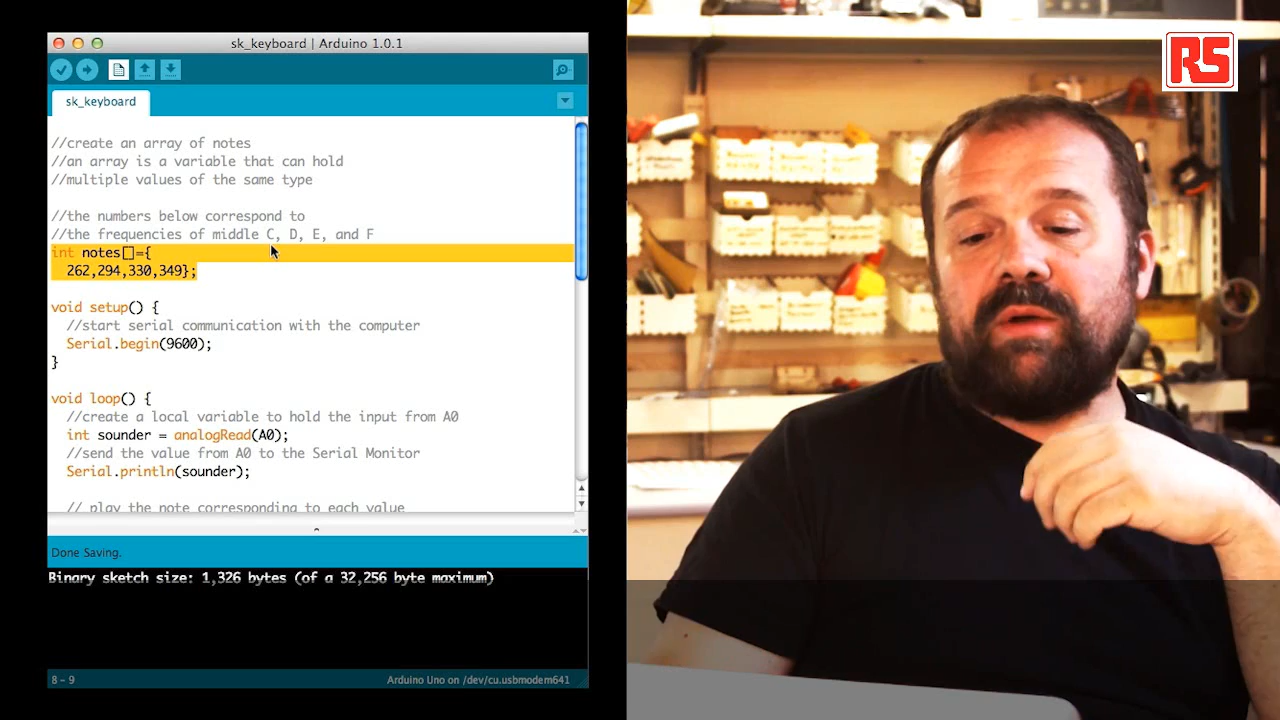 sk_keyboard | Arduino 1.0.1
sk_keyboard
//create an array of notes
//an array is a variable that can hold
//multiple values of the same type
//the numbers below correspond to
//the frequencies of middle C, D, E, and F
int notes[]={
262,294,330,349};
void setup() {
//start serial communication with the computer
Serial.begin(9600);
}
void loop() {
//create a local variable to hold the input from A0
int sounder = analogRead(A0);
//send the value from A0 to the Serial Monitor
Serial.println(sounder);
// play the note corresponding to each value
Done Saving.
Binary sketch size: 1,326 bytes (of a 32,256 byte maximum)
8 - 9
Arduino Uno on /dev/cu.usbmodem641
RS